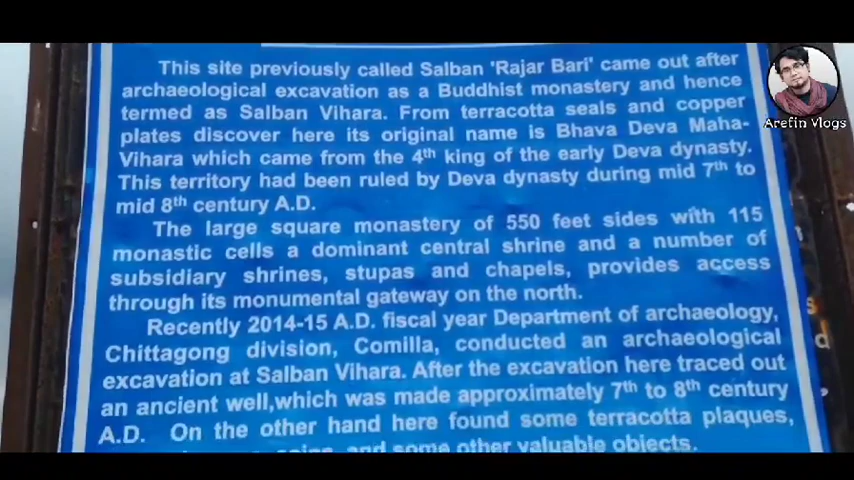 This site previously called Salban 'Rajar Bari' came out after
archaeological excavation as a Buddhist monastery and hence
termed as Salban Vihara. From terracotta seals and copper
plates discover here its original name is Bhava Deva Maha-
Vihara which came from the 4th king of the early Deva dynasty.
This territory had been ruled by Deva dynasty during mid 7th to
mid 8th century A.D.
The large square monastery of 550 feet sides with 115
monastic cells a dominant central shrine and a number of
subsidiary shrines, stupas and chapels, provides access
through its monumental gateway on the north.
Recently 2014-15 A.D. fiscal year Department of archaeology,
Chittagong division, Comilla, conducted an archaeological
excavation at Salban Vihara. After the excavation here traced out
an ancient well,which was made approximately 7th to 8th century
A.D. On the other hand here found some terracotta plaques,
and some other valuable objects.
Arefin Vlogs